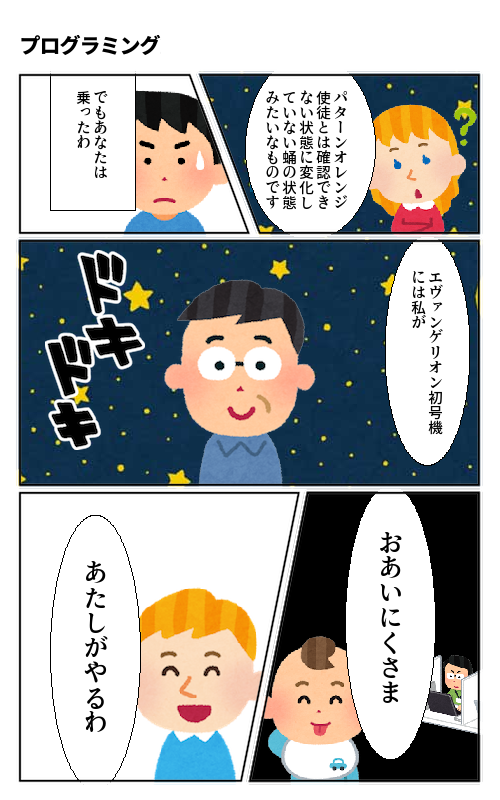 プログラミング
パターンオレンジ
使徒とは確認でき
ない状態に変化し
ていない蛹の状態
みたいなものです
でもあなたは
乗ったわ
エヴァンゲリオン初号機
には私が
ドキ
ドキ
おあいにくさま
あたしがやるわ